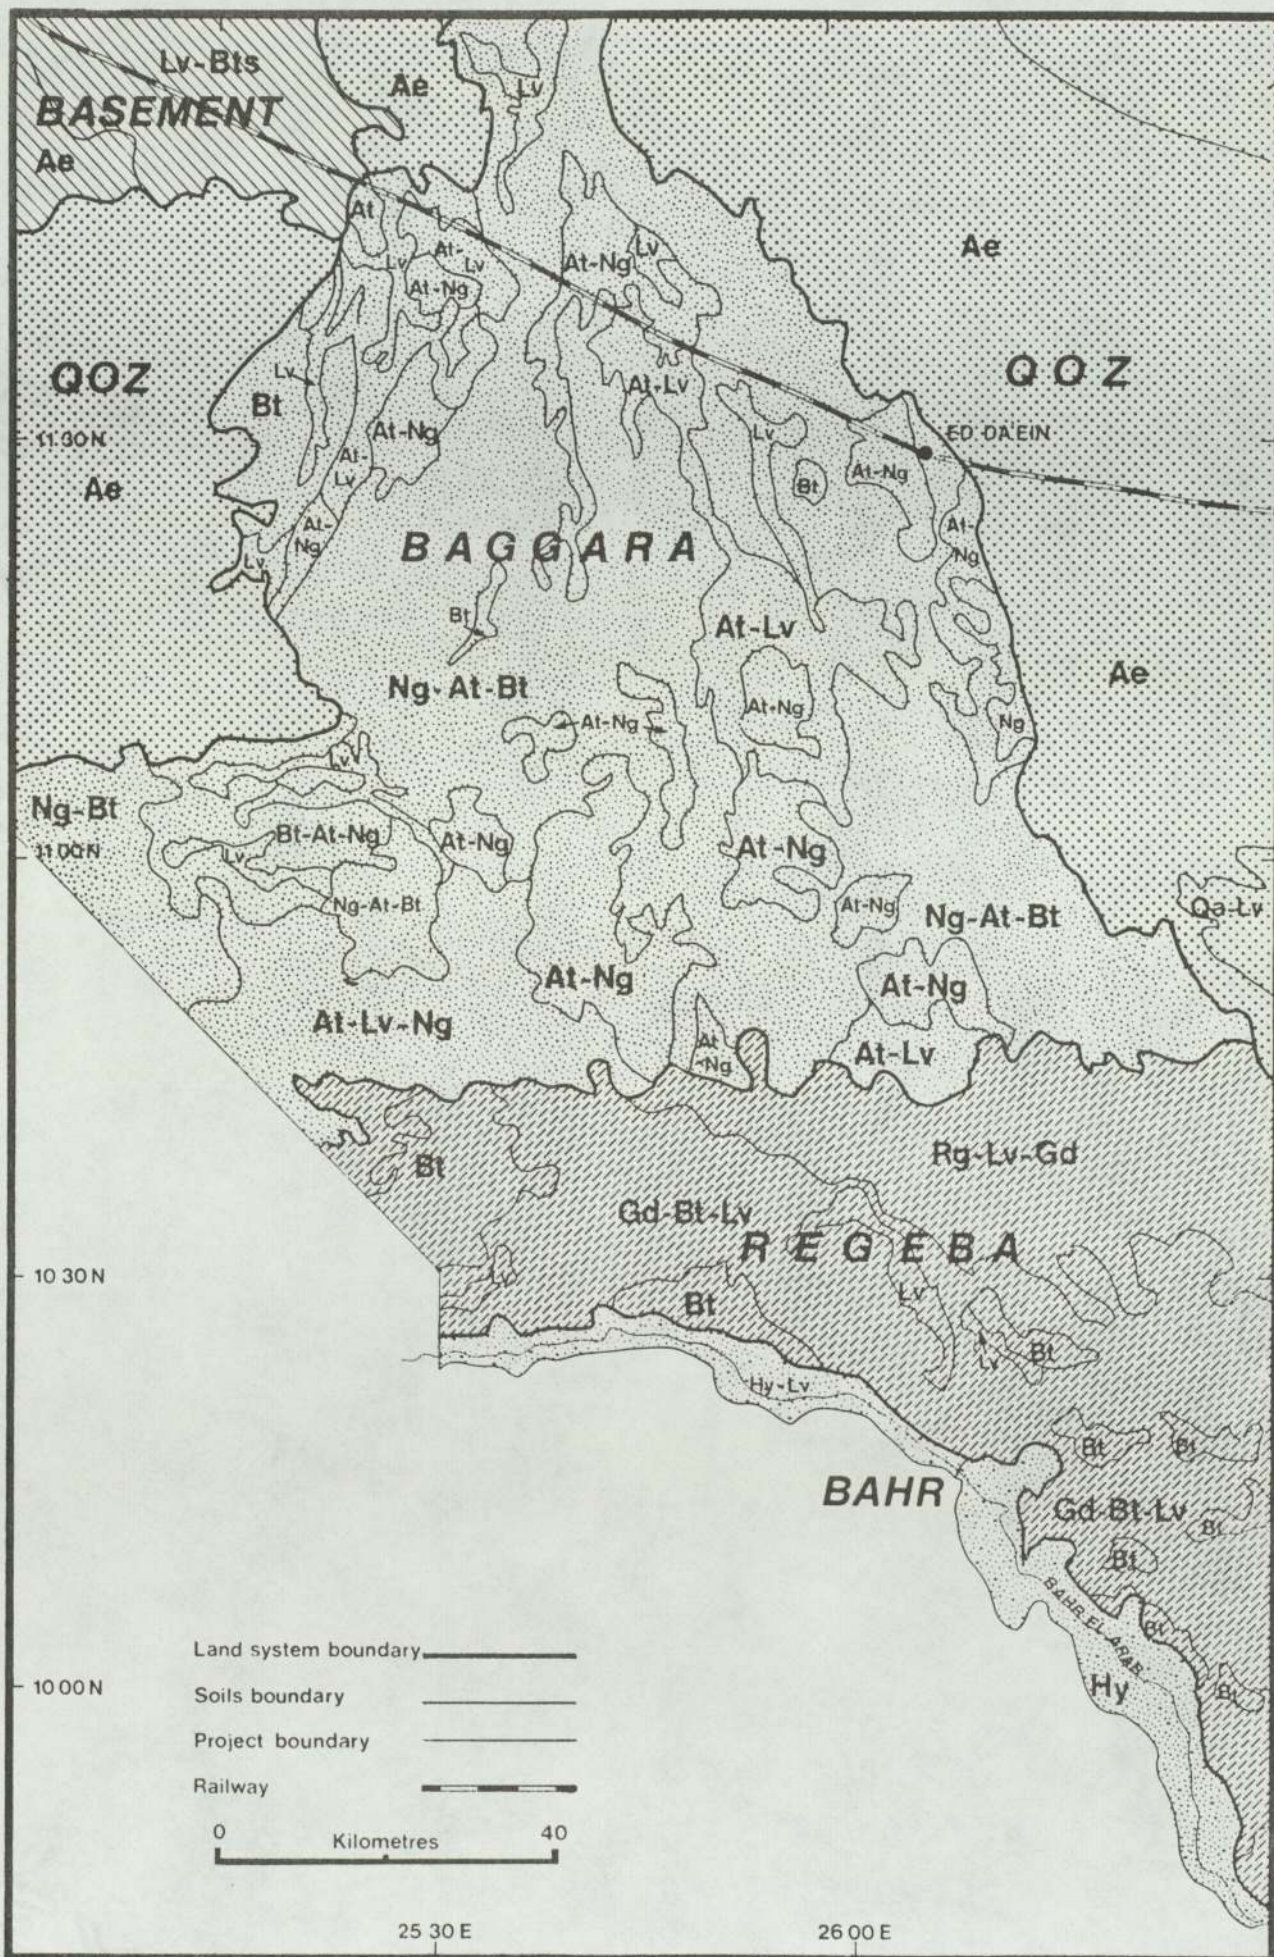 Lv-Bts
BASEMENT
Ae
Ae
Lv
At
Lv
At-
Lv
At-Ng
At-Ng
Lv
Ae
QOZ
Lv
Bt
At-Ng
At-Lv
QOZ
11 30 N
ED DA'EIN
Ae
At-
Lv
Lv
Bt
At-Ng
At-
Ng
At-
Ng
Lv
BAGGARA
Bt
At-Lv
Ng-At-Bt
Ae
At-Ng
At-Ng
Ng
Lv
Ng-Bt
Bt-At-Ng
At-Ng
At-Ng
11 00 N
Lv
Ng-At-Bt
At-Ng
Ng-At-Bt
Qa-Lv
At-Ng
At-Ng
At-Lv-Ng
At
-Ng
At-Lv
Bt
Rg-Lv-Gd
Gd-Bt-Lv
REGEBA
10 30 N
Lv
Bt
Lv
Lv
Bt
Hy-Lv
Bt
Bt
BAHR
Gd-Bt-Lv
Bt
Bt
BAHR EL ARAB
Bt
Hy
Bt
Land system boundary
Soils boundary
10 00 N
Project boundary
Railway
0 40
Kilometres
25 30 E
26 00 E